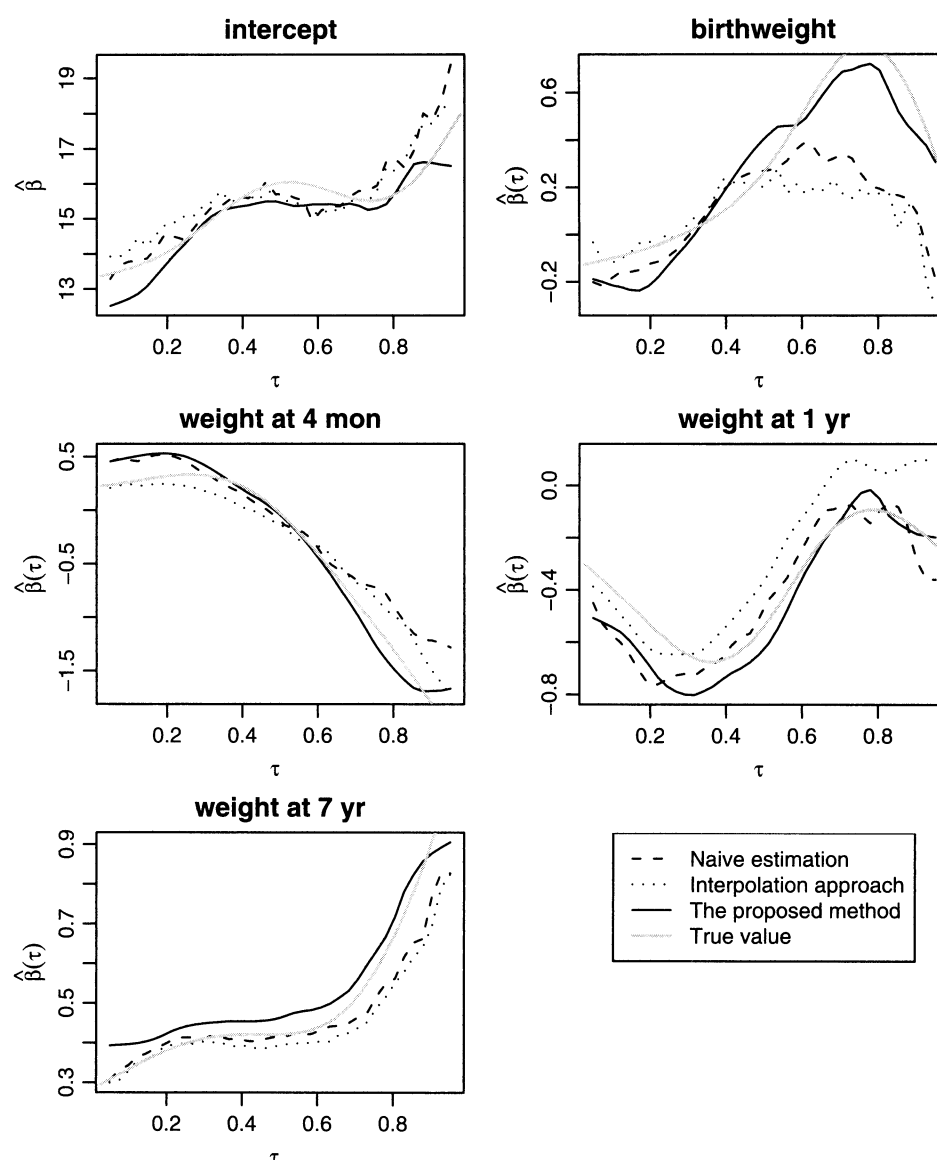 intercept
19
17
15
13
β̂
0.2 0.4 0.6 0.8
τ
birthweight
0.6
0.2
−0.2
β̂(τ)
0.2 0.4 0.6 0.8
τ
weight at 4 mon
0.5
−0.5
−1.5
β̂(τ)
0.2 0.4 0.6 0.8
τ
weight at 1 yr
0.0
−0.4
−0.8
β̂(τ)
0.2 0.4 0.6 0.8
τ
weight at 7 yr
0.9
0.7
0.5
0.3
β̂(τ)
0.2 0.4 0.6 0.8
τ
Naive estimation
Interpolation approach
The proposed method
True value